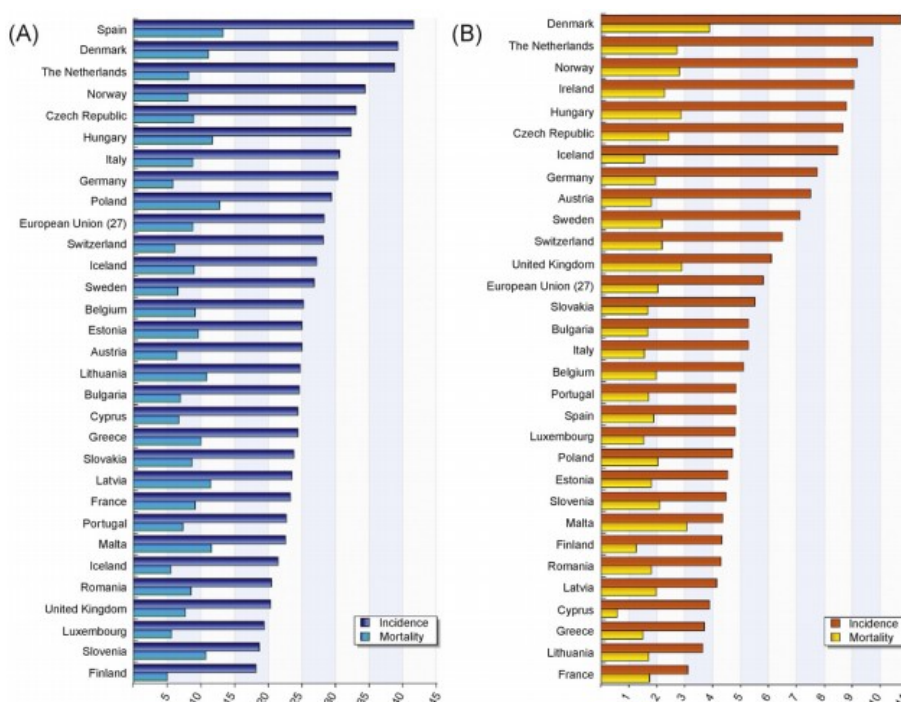 (A)
Spain
Denmark
The Netherlands
Norway
Czech Republic
Hungary
Italy
Germany
Poland
European Union (27)
Switzerland
Iceland
Sweden
Belgium
Estonia
Austria
Lithuania
Bulgaria
Cyprus
Greece
Slovakia
Latvia
France
Portugal
Malta
Iceland
Romania
United Kingdom
Luxembourg
Slovenia
Finland
Incidence
Mortality
5 10 15 20 25 30 35 40 45
(B)
Denmark
The Netherlands
Norway
Ireland
Hungary
Czech Republic
Iceland
Germany
Austria
Sweden
Switzerland
United Kingdom
European Union (27)
Slovakia
Bulgaria
Italy
Belgium
Portugal
Spain
Luxembourg
Poland
Estonia
Slovenia
Malta
Finland
Romania
Latvia
Cyprus
Greece
Lithuania
France
Incidence
Mortality
1 2 3 4 5 6 7 8 9 10